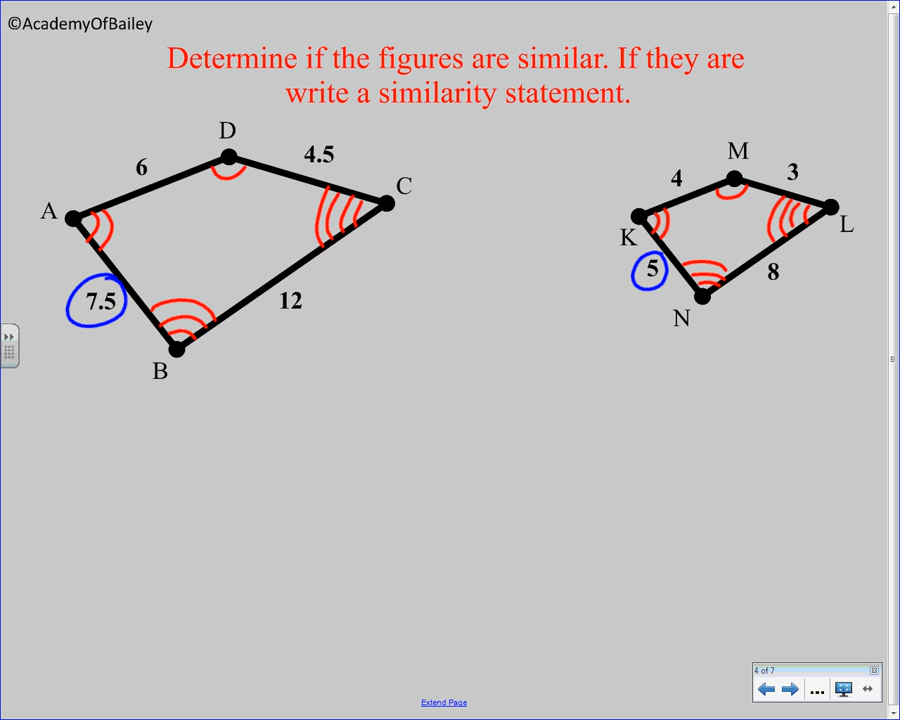 ©AcademyOfBailey
Determine if the figures are similar. If they are
write a similarity statement.
D
6
4.5
A
C
7.5
12
B
M
4
3
K
L
5
8
N
4 of 7
...
Extend Page